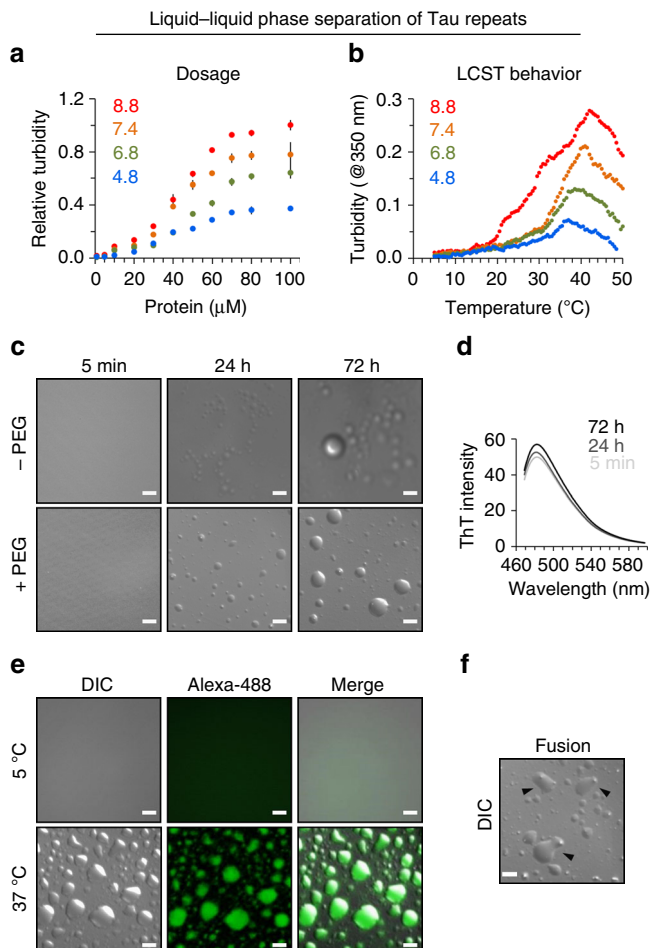 Liquid–liquid phase separation of Tau repeats
a
Dosage
1.2
0.8
0.4
0.0
Relative turbidity
8.8
7.4
6.8
4.8
0 20 40 60 80 100
Protein (μM)
b
LCST behavior
0.3
0.2
0.1
0.0
Turbidity (@350 nm)
8.8
7.4
6.8
4.8
0 10 20 30 40 50
Temperature (°C)
c
5 min 24 h 72 h
– PEG
+ PEG
d
72 h
24 h
5 min
60
40
20
0
ThT intensity
460 500 540 580
Wavelength (nm)
e
DIC Alexa-488 Merge
5 °C
37 °C
f
Fusion
DIC